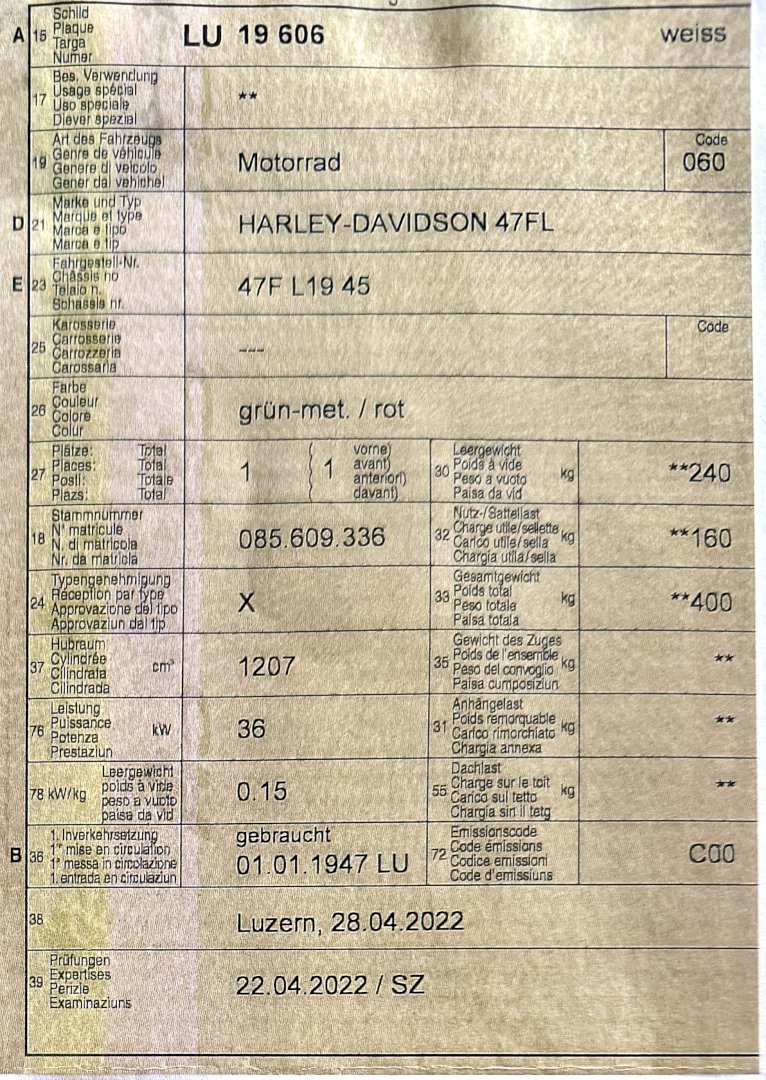 A 15 Schild
Plaque
Targa
Numer
LU 19 606 weiss
17 Bes. Verwendung
Usage spécial
Uso speciale
Diever spezial
**
19 Art des Fahrzeugs
Genre de véhicule
Genere di veicolo
Gener dal vehichel
Motorrad
Code
060
D 21 Marke und Typ
Marque et type
Marca e tipo
Marca e tip
HARLEY-DAVIDSON 47FL
E 23 Fahrgestell-Nr.
Châssis no
Telaio n.
Schassis nr.
47F L19 45
25 Karosserie
Carrosserie
Carrozzeria
Carossaria
---
Code
26 Farbe
Couleur
Colore
Colur
grün-met. / rot
27 Plätze: Total
Places: Total
Posti: Totale
Plazs: Total
1 ( 1 vorne)
avant)
anteriori)
davant)
30 Leergewicht
Poids à vide
Peso a vuoto
Paisa da vid
kg
**240
18 Stammnummer
N° matricule
N. di matricola
Nr. da matricla
085.609.336
32 Nutz-/Sattellast
Charge utile/sellette
Carico utile/sella
Chargia utila/sella
kg
**160
24 Typengenehmigung
Réception par type
Approvazione del tipo
Approvaziun dal tip
X
33 Gesamtgewicht
Poids total
Peso totale
Paisa totala
kg
**400
37 Hubraum
Cylindrée
Cilindrata
Cilindrada
cm³
1207
35 Gewicht des Zuges
Poids de l'ensemble
Peso del convoglio
Paisa cumposiziun
kg
**
76 Leistung
Puissance
Potenza
Prestaziun
kW
36
31 Anhängelast
Poids remorquable
Carico rimorchiato
Chargia annexa
kg
**
78 kW/kg Leergewicht
poids à vide
peso a vuoto
paisa da vid
0.15
55 Dachlast
Charge sur le toit
Carico sul tetto
Chargia sin il tetg
kg
**
B 36 1. Inverkehrsetzung
1re mise en circulation
1a messa in circolazione
1. entrada en circulaziun
gebraucht
01.01.1947 LU
72 Emissionscode
Code émissions
Codice emissioni
Code d'emissiuns
C00
38
Luzern, 28.04.2022
39 Prüfungen
Expertises
Perizie
Examinaziuns
22.04.2022 / SZ